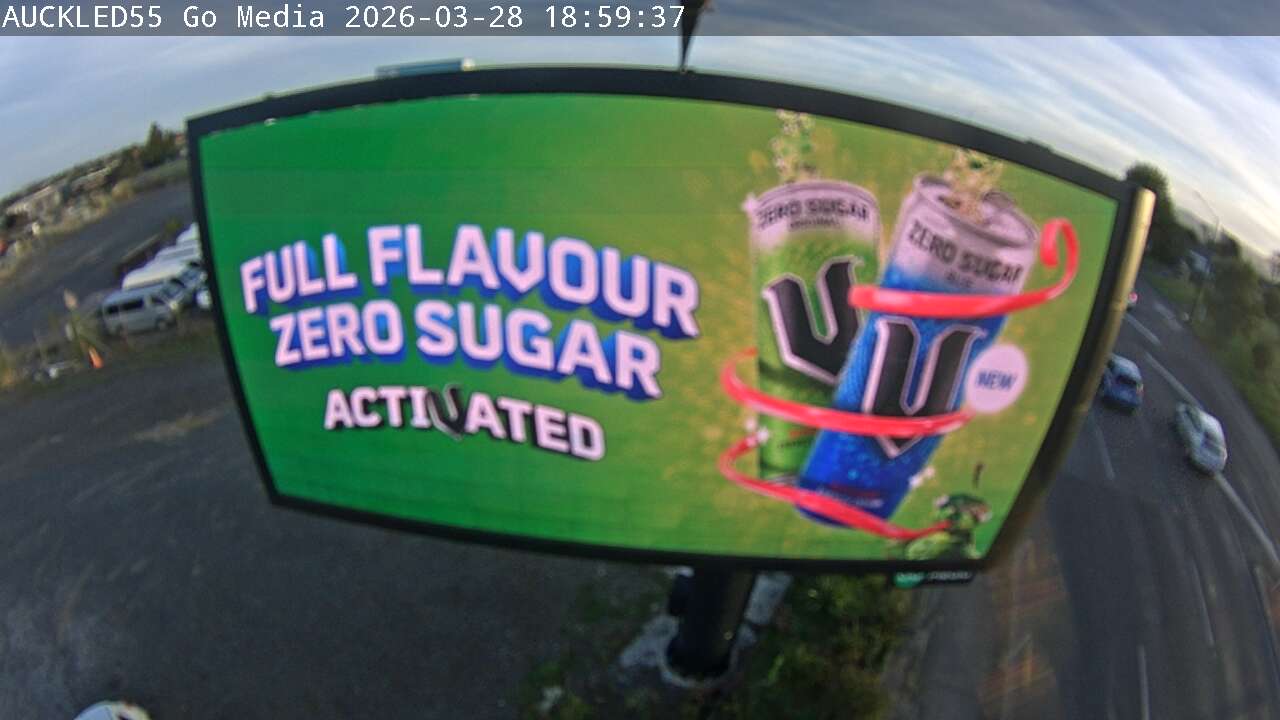 AUCKLED55 Go Media 2026-03-28 18:59:37
FULL FLAVOUR
ZERO SUGAR
ACTIVATED
ZERO SUGAR
V
ZERO SUGAR
V
NEW